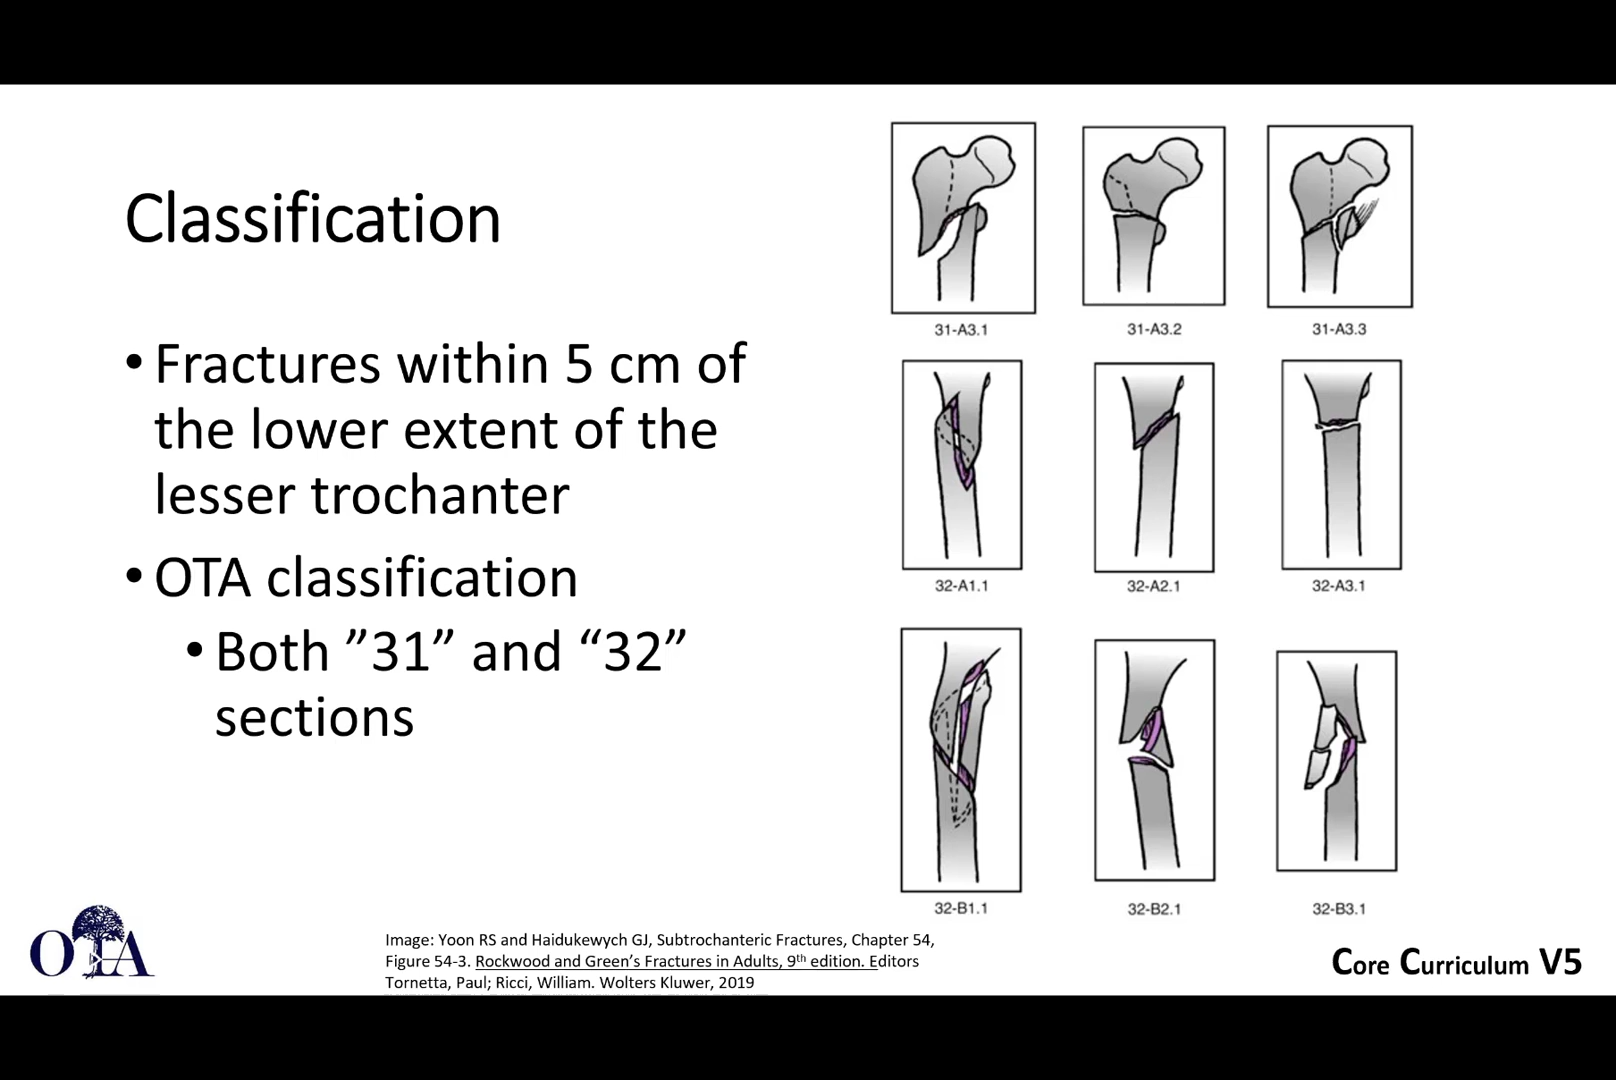 Classification
• Fractures within 5 cm of
the lower extent of the
lesser trochanter
• OTA classification
• Both ”31” and “32”
sections
31-A3.1
31-A3.2
31-A3.3
32-A1.1
32-A2.1
32-A3.1
32-B1.1
32-B2.1
32-B3.1
OTA
Image: Yoon RS and Haidukewych GJ, Subtrochanteric Fractures, Chapter 54,
Figure 54-3. Rockwood and Green’s Fractures in Adults, 9th edition. Editors
Tornetta, Paul; Ricci, William. Wolters Kluwer, 2019
Core Curriculum V5